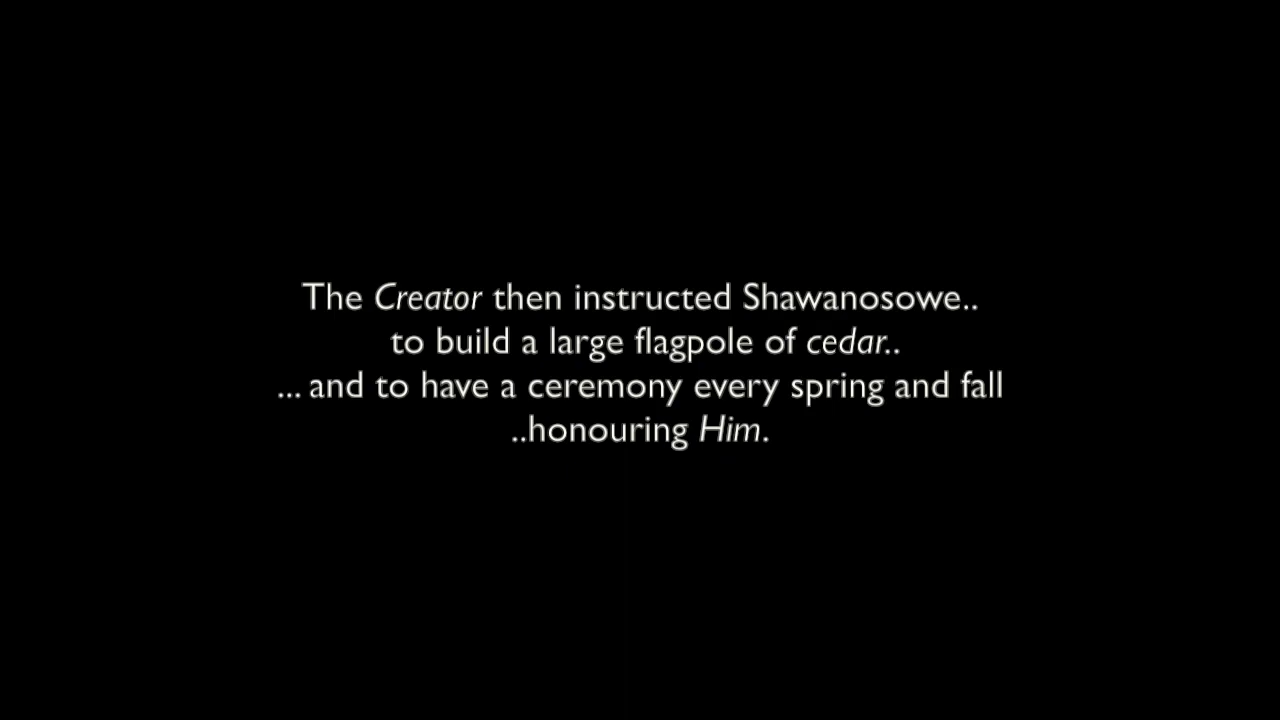 The Creator then instructed Shawanosowe..
to build a large flagpole of cedar..
... and to have a ceremony every spring and fall
..honouring Him.